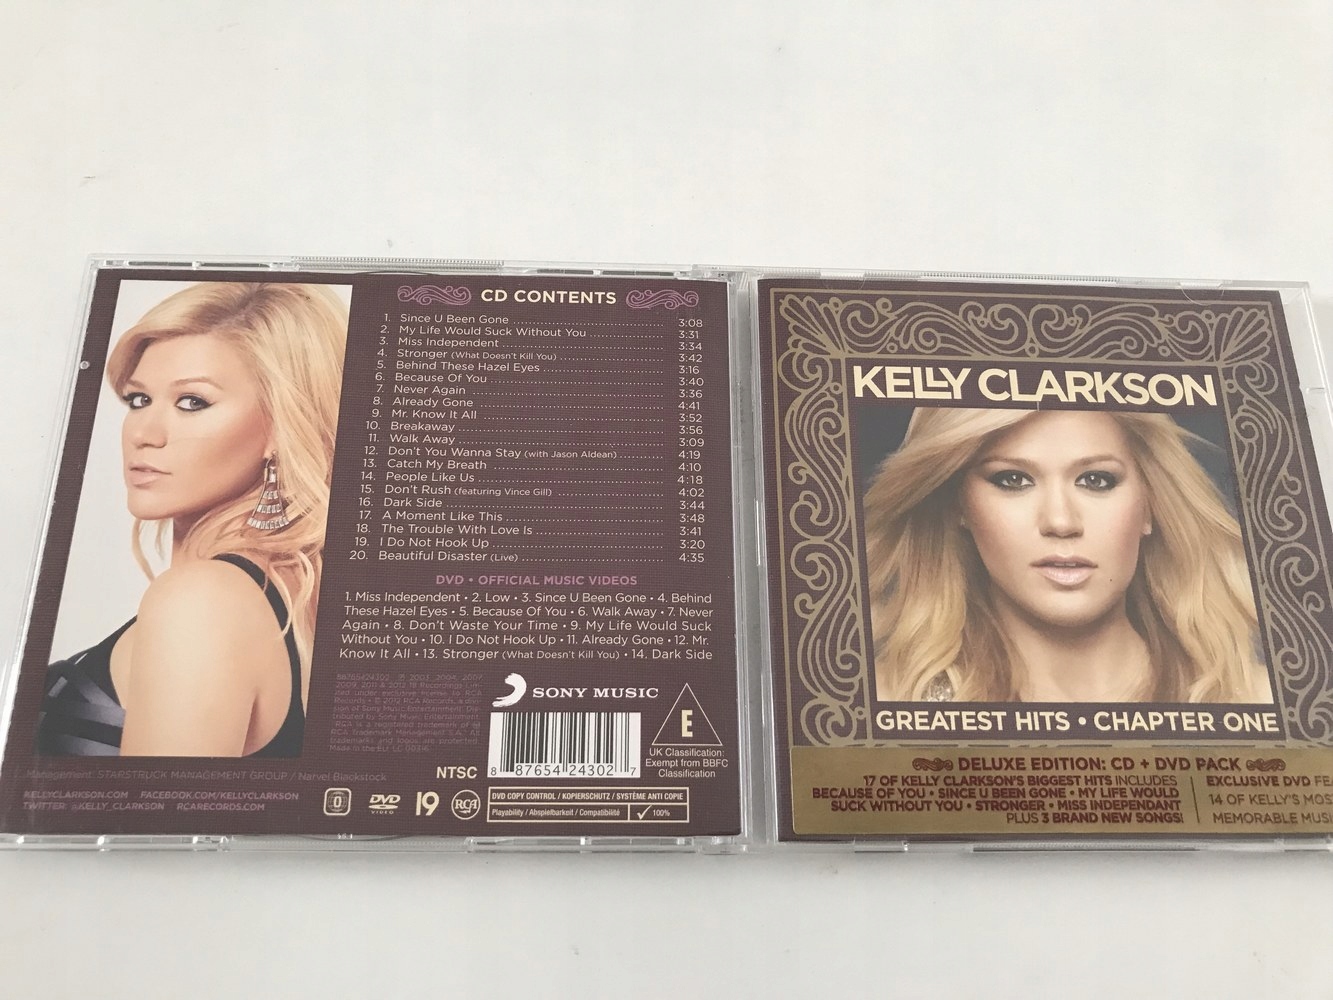 CD CONTENTS
1. Since U Been Gone 3:08
2. My Life Would Suck Without You 3:31
3. Miss Independent 3:34
4. Stronger (What Doesn't Kill You) 3:42
5. Behind These Hazel Eyes 3:16
6. Because Of You 3:40
7. Never Again 3:36
8. Already Gone 4:41
9. Mr. Know It All 3:52
10. Breakaway 3:56
11. Walk Away 3:09
12. Don't You Wanna Stay (with Jason Aldean) 4:19
13. Catch My Breath 4:10
14. People Like Us 4:18
15. Don't Rush (featuring Vince Gill) 4:02
16. Dark Side 3:44
17. A Moment Like This 3:48
18. The Trouble With Love Is 3:41
19. I Do Not Hook Up 3:20
20. Beautiful Disaster (Live) 4:35
DVD • OFFICIAL MUSIC VIDEOS
1. Miss Independent • 2. Low • 3. Since U Been Gone • 4. Behind
These Hazel Eyes • 5. Because Of You • 6. Walk Away • 7. Never
Again • 8. Don't Waste Your Time • 9. My Life Would Suck
Without You • 10. I Do Not Hook Up • 11. Already Gone • 12. Mr.
Know It All • 13. Stronger (What Doesn't Kill You) • 14. Dark Side
SONY MUSIC
E
UK Classification:
Exempt from BBFC
Classification
NTSC
8 87654 24302 7
Management: STARSTRUCK MANAGEMENT GROUP / Narvel Blackstock
KELLYCLARKSON.COM FACEBOOK.COM/KELLYCLARKSON
TWITTER: @KELLY_CLARKSON RCARECORDS.COM
0
DVD
VIDEO
19
RCA
DVD COPY CONTROL / KOPIERSCHUTZ / SYSTÈME ANTI COPIE
Playability / Abspielbarkeit / Compatibilité 100%
KELLY CLARKSON
GREATEST HITS • CHAPTER ONE
DELUXE EDITION: CD + DVD PACK
17 OF KELLY CLARKSON'S BIGGEST HITS INCLUDES
BECAUSE OF YOU • SINCE U BEEN GONE • MY LIFE WOULD
SUCK WITHOUT YOU • STRONGER • MISS INDEPENDANT
PLUS 3 BRAND NEW SONGS!
EXCLUSIVE DVD FEA
14 OF KELLY'S MOS
MEMORABLE MUSI